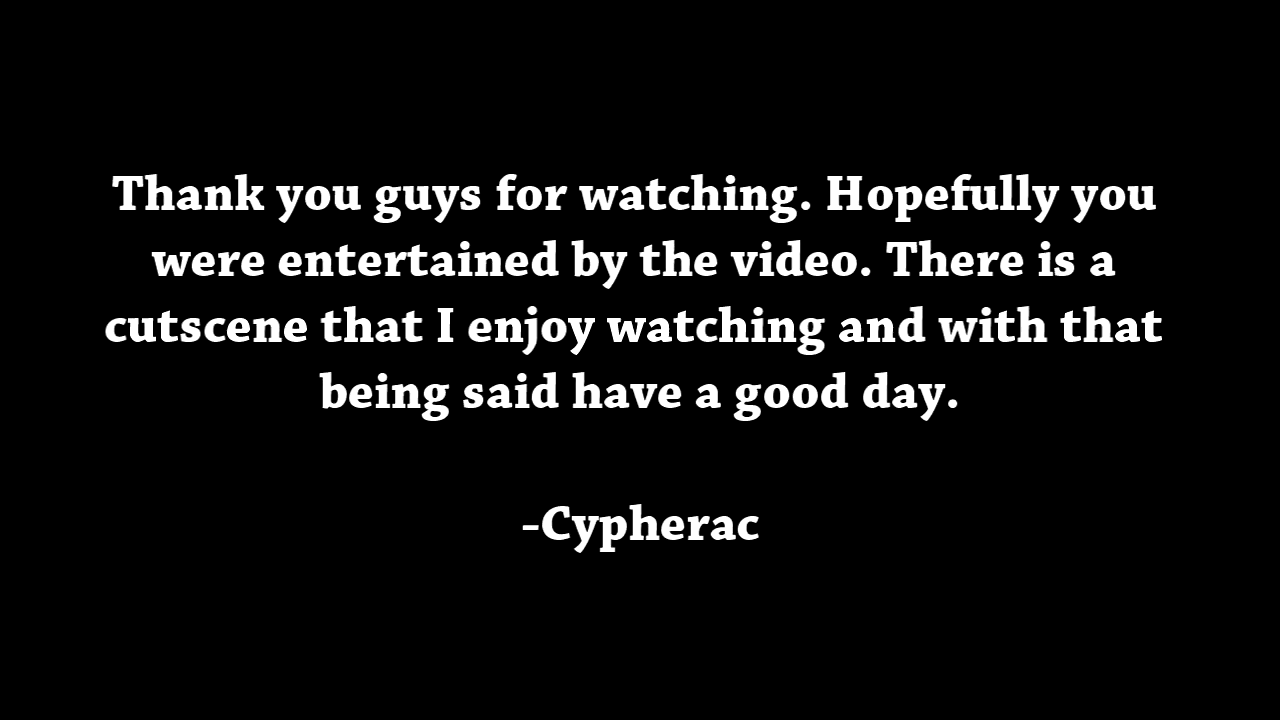 Thank you guys for watching. Hopefully you
were entertained by the video. There is a
cutscene that I enjoy watching and with that
being said have a good day.
-Cypherac